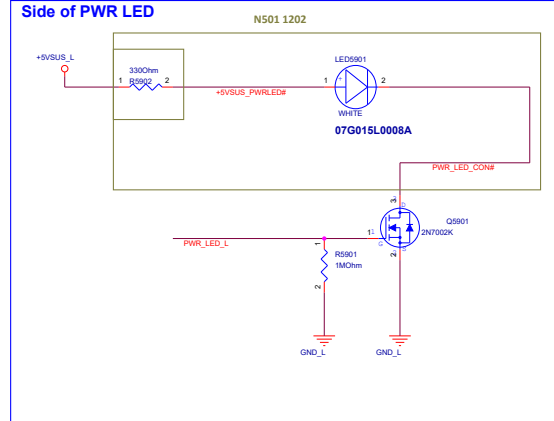 Side of PWR LED
N501 1202
+5VSUS_L
330Ohm
1 2
R5902
+5VSUS_PWRLED#
LED5901
1 + 2
WHITE
07G015L0008A
PWR_LED_CON#
3
D
Q5901
2N7002K
1
G
2
S
PWR_LED_L
1
R5901
1MOhm
2
GND_L
GND_L